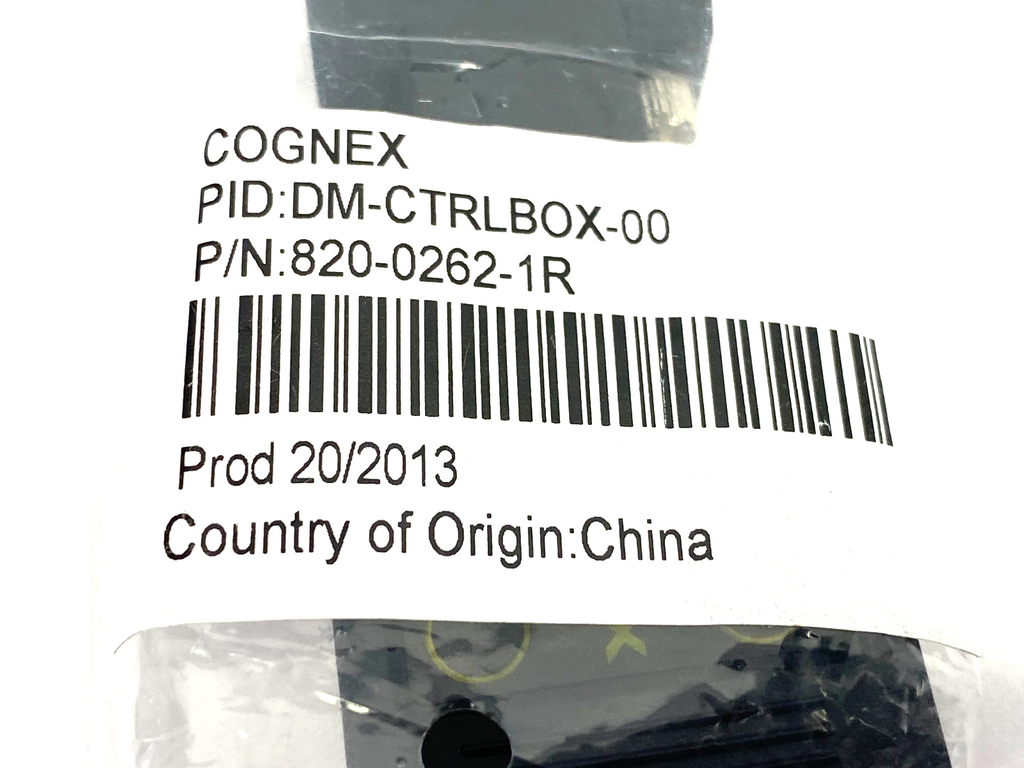 COGNEX
PID:DM-CTRLBOX-00
P/N:820-0262-1R
Prod 20/2013
Country of Origin:China